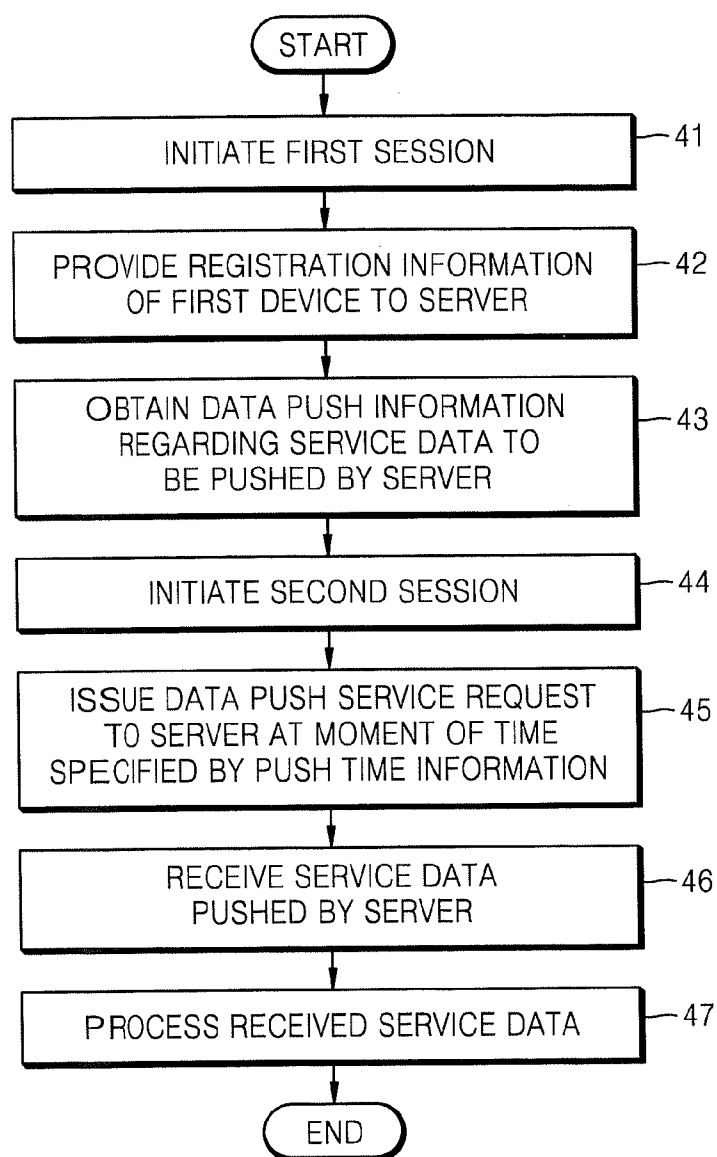 START
INITIATE FIRST SESSION
41
PROVIDE REGISTRATION INFORMATION
OF FIRST DEVICE TO SERVER
42
OBTAIN DATA PUSH INFORMATION
REGARDING SERVICE DATA TO
BE PUSHED BY SERVER
43
INITIATE SECOND SESSION
44
ISSUE DATA PUSH SERVICE REQUEST
TO SERVER AT MOMENT OF TIME
SPECIFIED BY PUSH TIME INFORMATION
45
RECEIVE SERVICE DATA
PUSHED BY SERVER
46
PROCESS RECEIVED SERVICE DATA
47
END